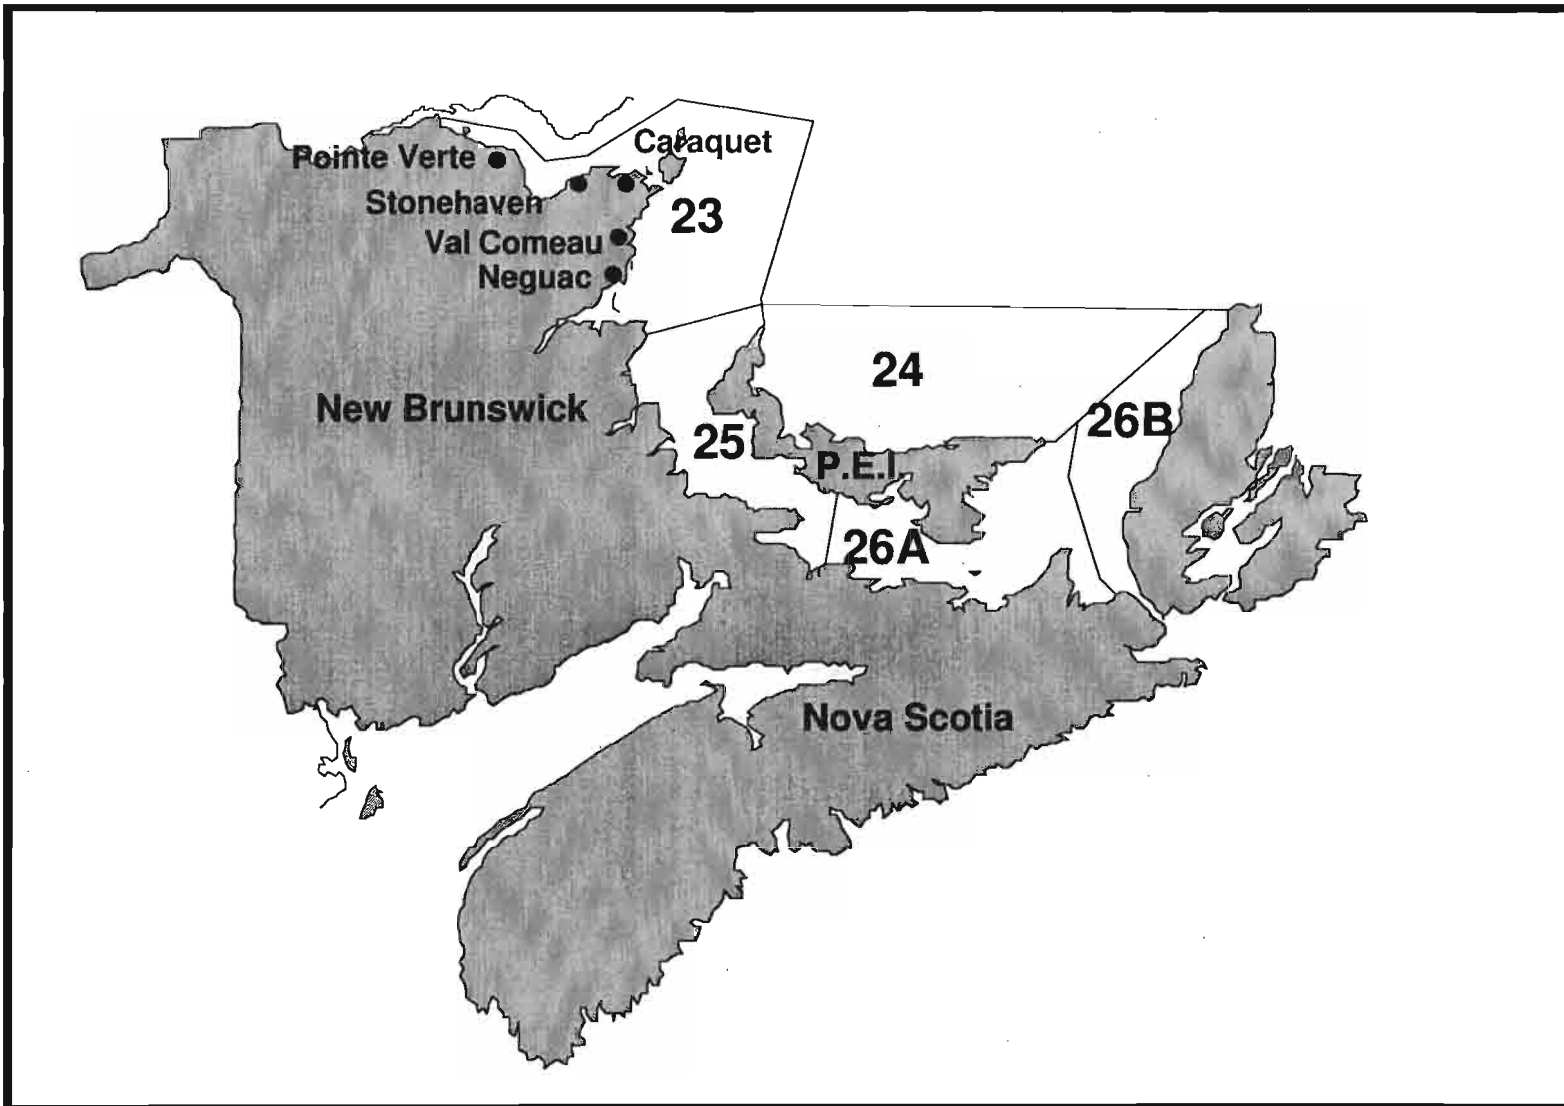 Caraquet
Pointe Verte
Stonehaven
23
Val Comeau
Neguac
24
New Brunswick
26B
25
P.E.I.
26A
Nova Scotia